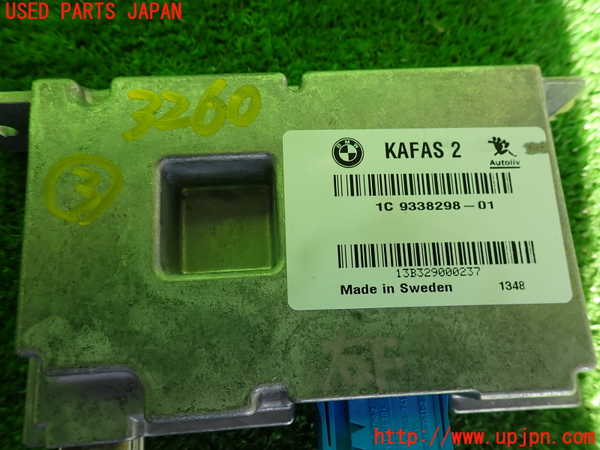 USED PARTS JAPAN
3260
3
BMW
KAFAS 2
Autoliv
1C 9338298-01
13B329000237
Made in Sweden 1348
http://www.upjpn.com